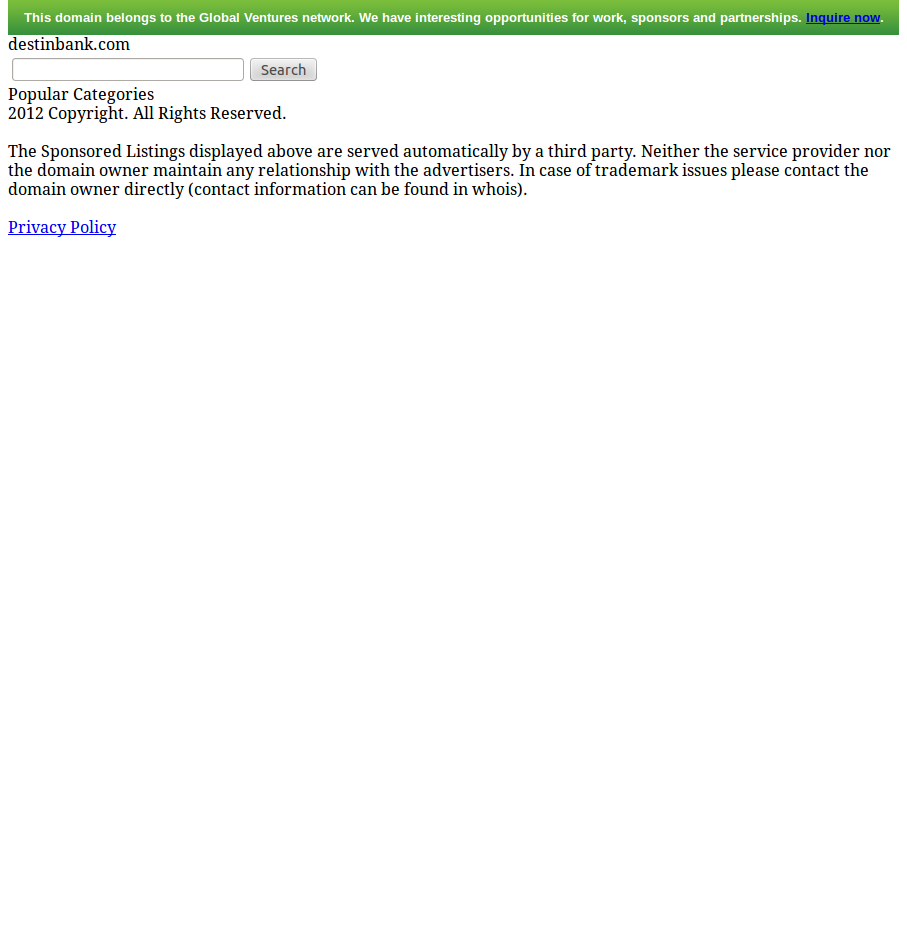 This domain belongs to the Global Ventures network. We have interesting opportunities for work, sponsors and partnerships. Inquire now.
destinbank.com
Search
Popular Categories
2012 Copyright. All Rights Reserved.
The Sponsored Listings displayed above are served automatically by a third party. Neither the service provider nor
the domain owner maintain any relationship with the advertisers. In case of trademark issues please contact the
domain owner directly (contact information can be found in whois).
Privacy Policy